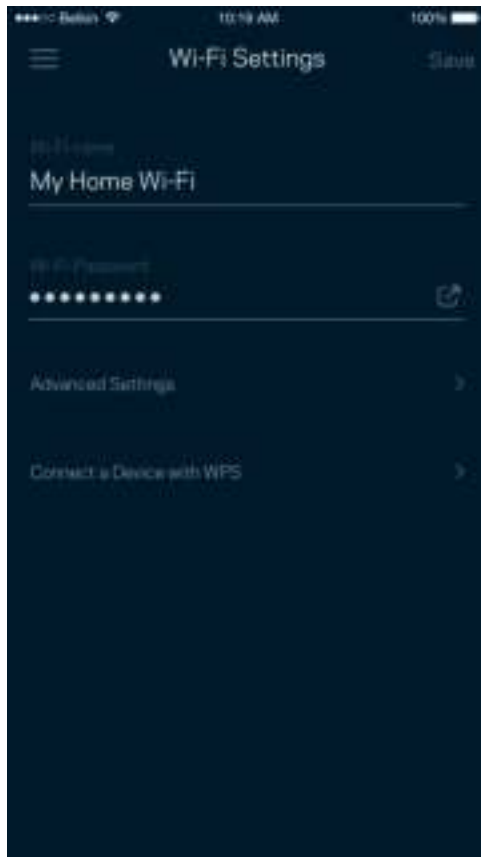 Belkin 10:19 AM 100%
Wi-Fi Settings Save
Wi-Fi name
My Home Wi-Fi
Wi-Fi Password
•••••••••
Advanced Settings
Connect a Device with WPS